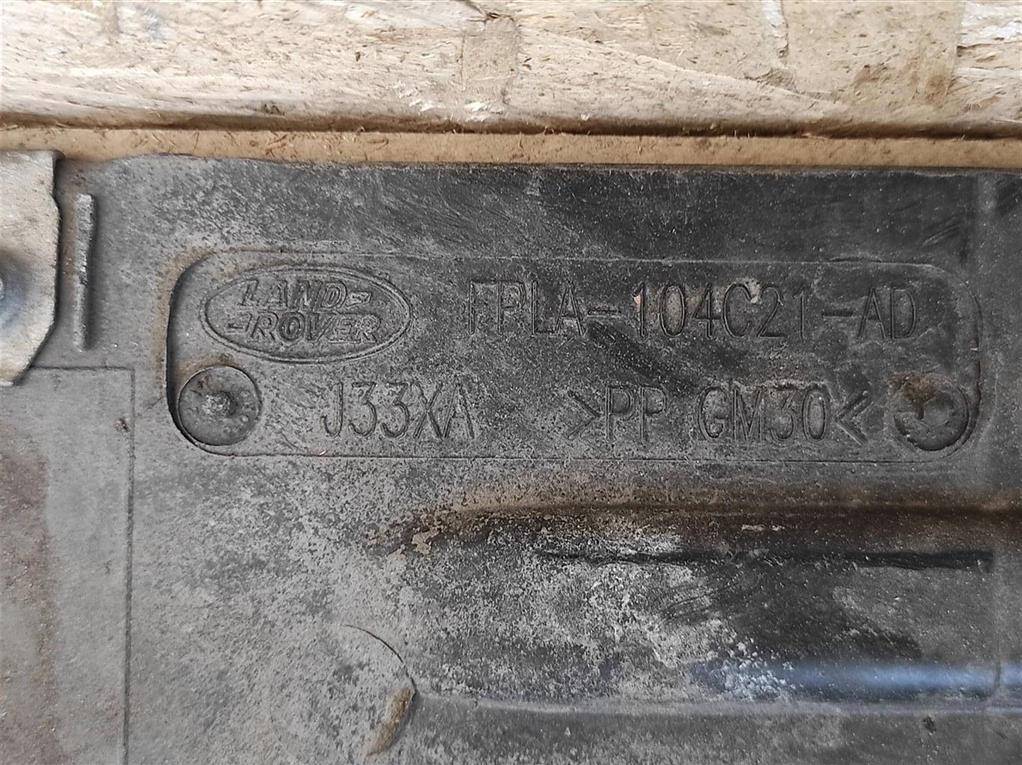 LAND-
-ROVER
FPLA-104C21-AD
J33XA >PP GM30<